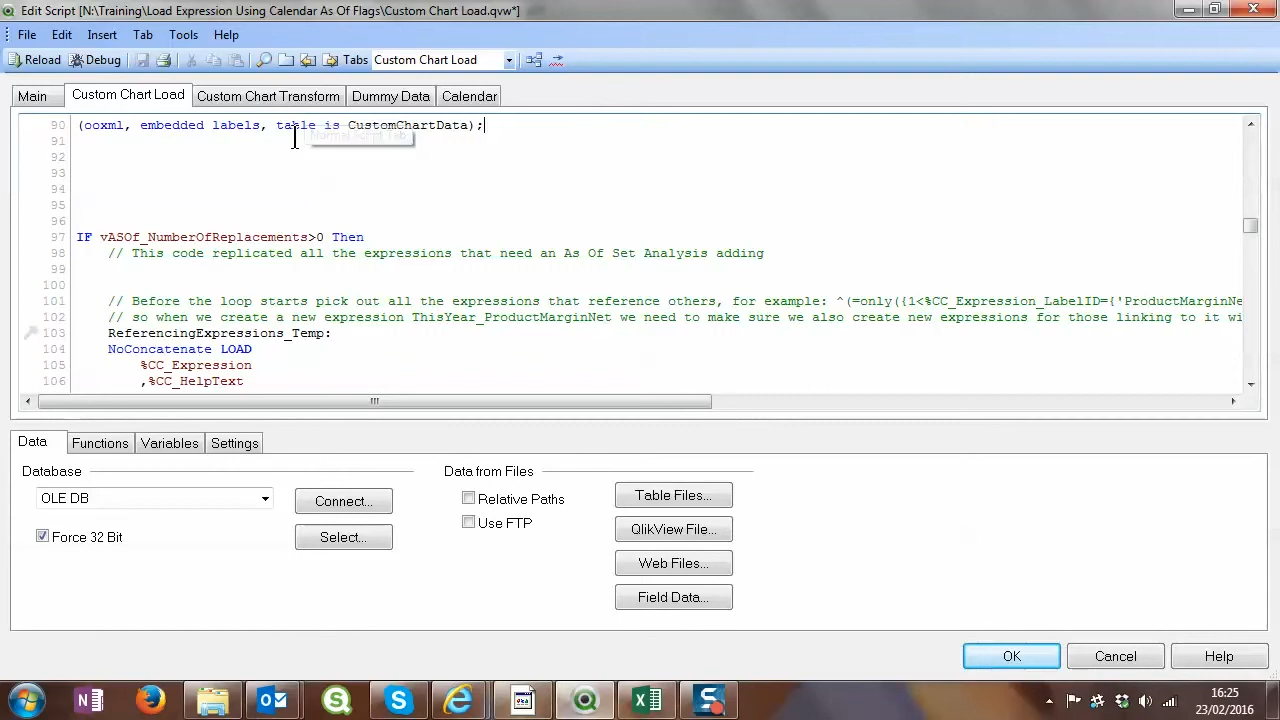 Edit Script [N:\Training\Load Expression Using Calendar As Of Flags\Custom Chart Load.qvw*]
File Edit Insert Tab Tools Help
Reload Debug Tabs Custom Chart Load
Main Custom Chart Load Custom Chart Transform Dummy Data Calendar
90 (ooxml, embedded labels, table is CustomChartData);
Normal Script Tab
91
92
93
94
95
96
97 IF vASOf_NumberOfReplacements>0 Then
98 // This code replicated all the expressions that need an As Of Set Analysis adding
99
100
101 // Before the loop starts pick out all the expressions that reference others, for example: ^(=only({1<%CC_Expression_LabelID={'ProductMarginNe
102 // so when we create a new expression ThisYear_ProductMarginNet we need to make sure we also create new expressions for those linking to it wi
103 ReferencingExpressions_Temp:
104 NoConcatenate LOAD
105 %CC_Expression
106 ,%CC_HelpText
Data Functions Variables Settings
Database
OLE DB
Connect...
Force 32 Bit
Select...
Data from Files
Relative Paths
Use FTP
Table Files...
QlikView File...
Web Files...
Field Data...
OK Cancel Help
16:25
23/02/2016